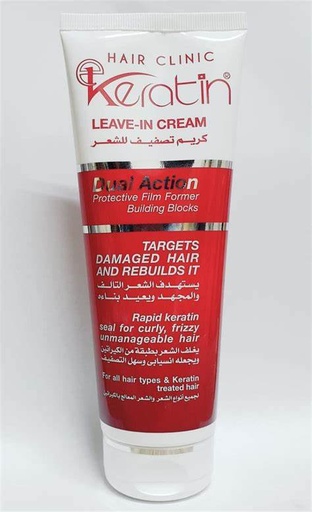 HAIR CLINIC
Keratin®
LEAVE-IN CREAM
كريم تصفيف للشعر
Dual Action
Protective Film Former
Building Blocks
TARGETS
DAMAGED HAIR
AND REBUILDS IT
يستهدف الشعر التالف
والمجهد ويعيد بناءه
Rapid keratin
seal for curly, frizzy
unmanageable hair
يغلف الشعر بطبقة من الكيراتين
ويجعله انسيابى وسهل التصفيف
For all hair types & Keratin
treated hair
لجميع أنواع الشعر والشعر المعالج بالكيراتين